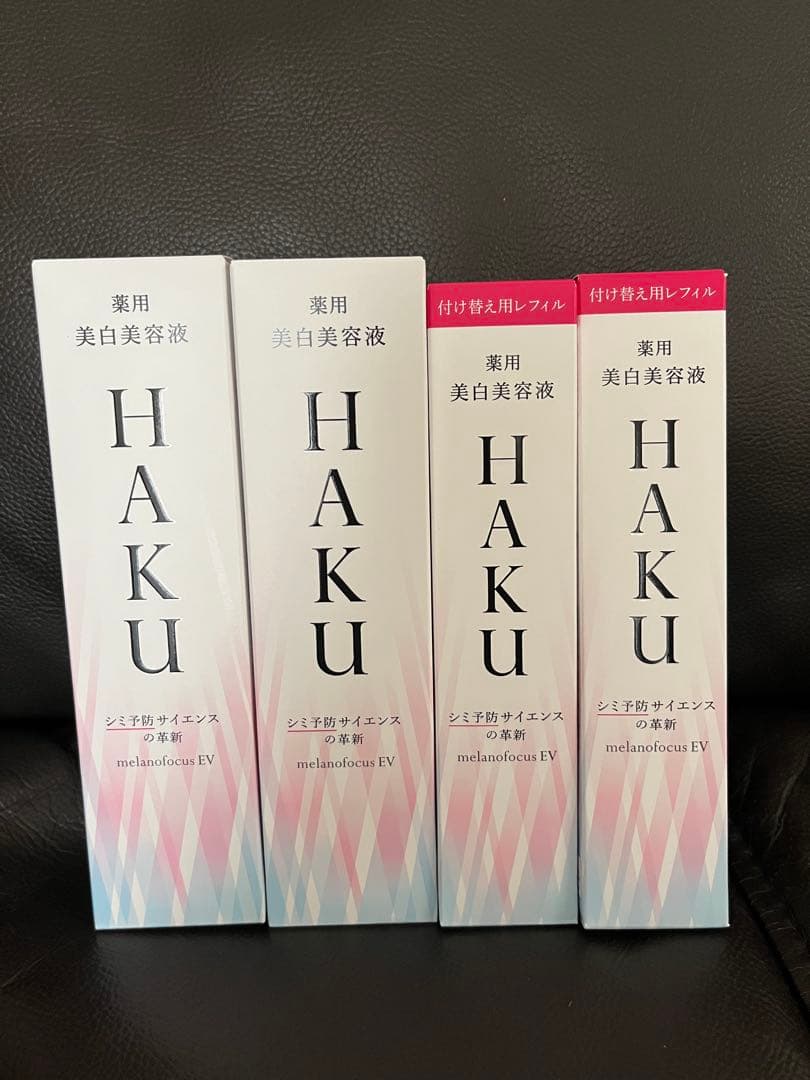 薬用
美白美容液
HAKU
シミ予防サイエンス
の革新
melanofocus EV
薬用
美白美容液
HAKU
シミ予防サイエンス
の革新
melanofocus EV
付け替え用レフィル
薬用
美白美容液
HAKU
シミ予防サイエンス
の革新
melanofocus EV
付け替え用レフィル
薬用
美白美容液
HAKU
シミ予防サイエンス
の革新
melanofocus EV